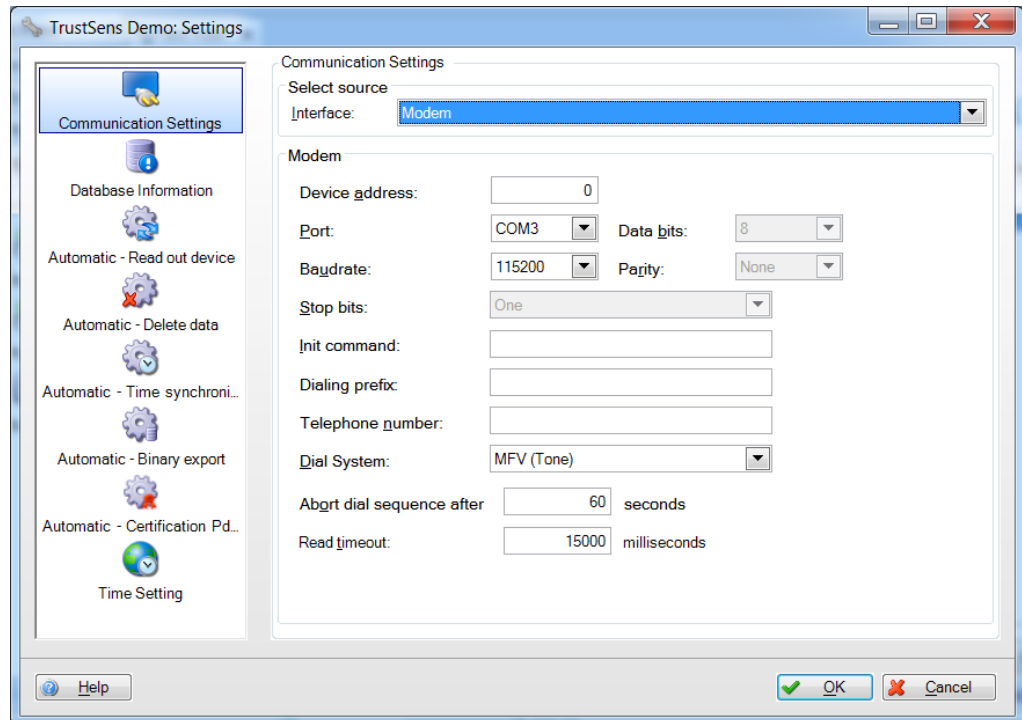 TrustSens Demo: Settings
Communication Settings
Database Information
Automatic - Read out device
Automatic - Delete data
Automatic - Time synchroni...
Automatic - Binary export
Automatic - Certification Pd...
Time Setting
Communication Settings
Select source
Interface: Modem
Modem
Device address: 0
Port: COM3 Data bits: 8
Baudrate: 115200 Parity: None
Stop bits: One
Init command:
Dialing prefix:
Telephone number:
Dial System: MFV (Tone)
Abort dial sequence after 60 seconds
Read timeout: 15000 milliseconds
Help OK Cancel